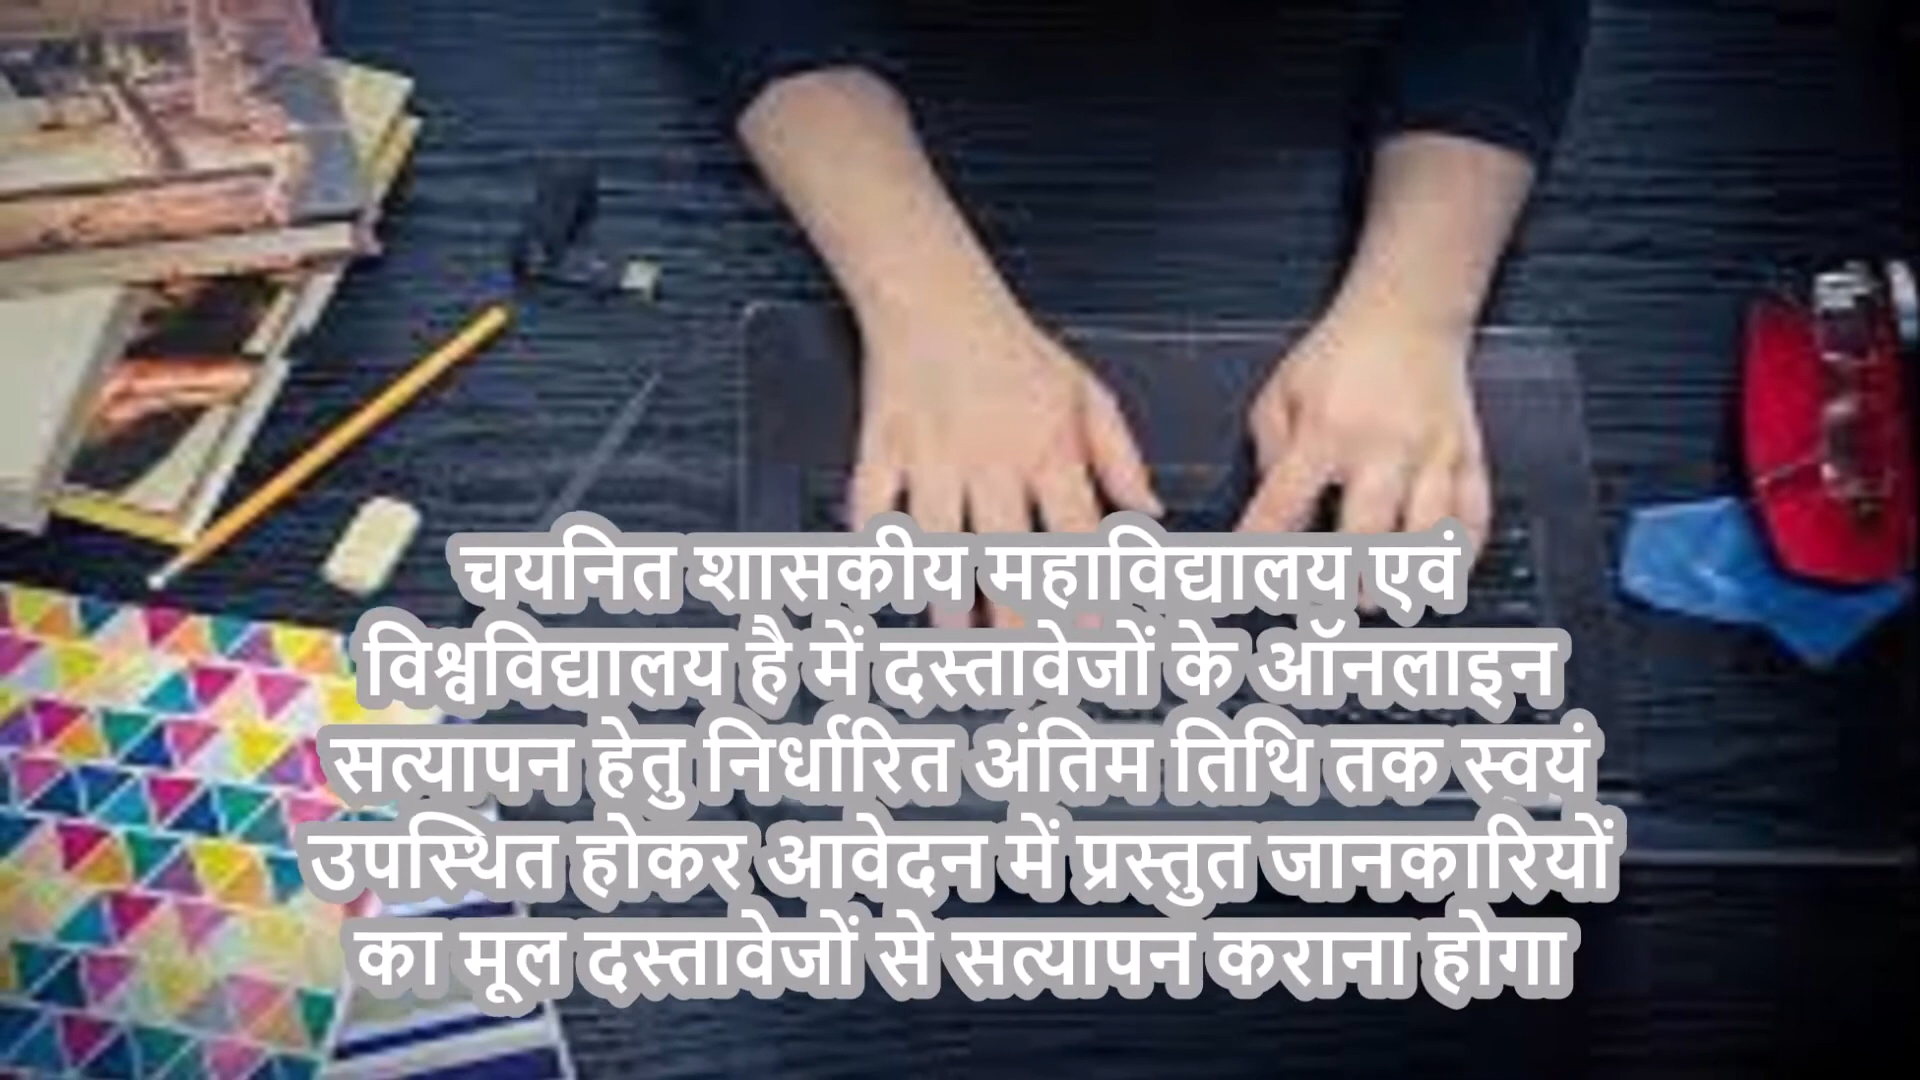 चयनित शासकीय महाविद्यालय एवं
विश्वविद्यालय है में दस्तावेजों के ऑनलाइन
सत्यापन हेतु निर्धारित अंतिम तिथि तक स्वयं
उपस्थित होकर आवेदन में प्रस्तुत जानकारियों
का मूल दस्तावेजों से सत्यापन कराना होगा